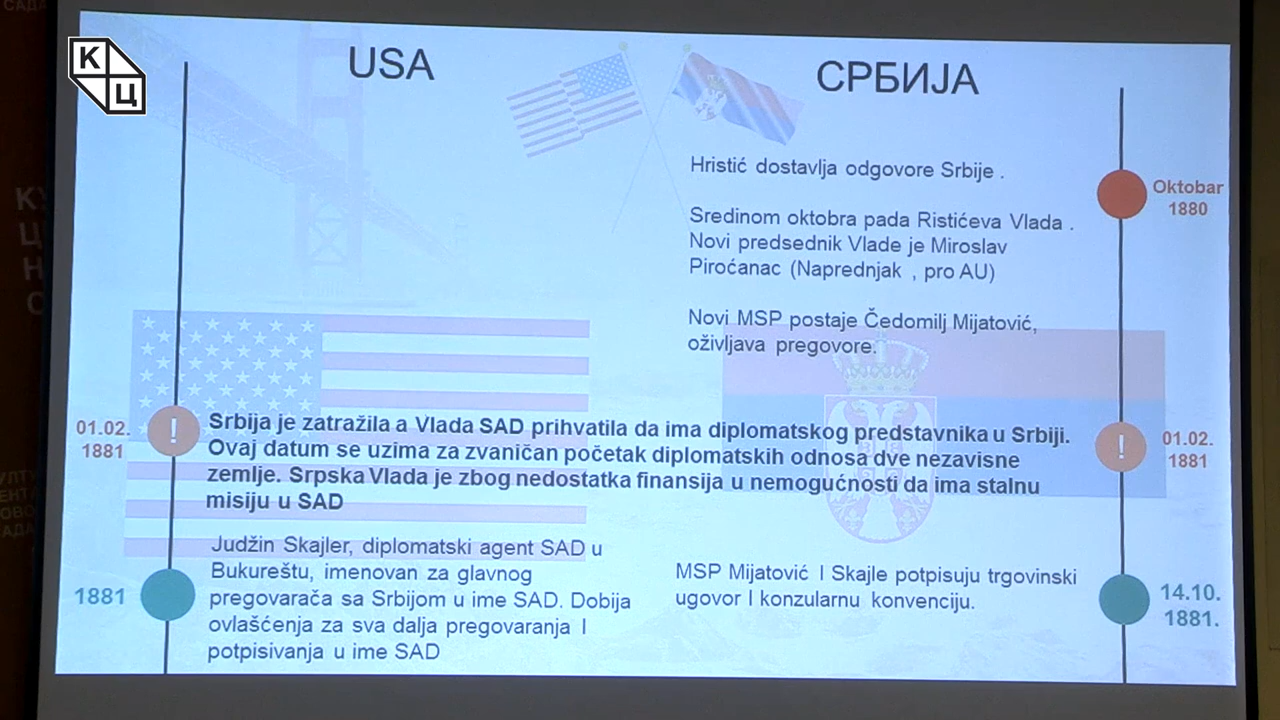 К
Ц
USA
СРБИЈА
Hristić dostavlja odgovore Srbije .
Oktobar
1880
Sredinom oktobra pada Ristićeva Vlada .
Novi predsednik Vlade je Miroslav
Piroćanac (Naprednjak , pro AU)
Novi MSP postaje Čedomilj Mijatović,
oživljava pregovore.
01.02.
1881
!
Srbija je zatražila a Vlada SAD prihvatila da ima diplomatskog predstavnika u Srbiji.
Ovaj datum se uzima za zvaničan početak diplomatskih odnosa dve nezavisne
zemlje. Srpska Vlada je zbog nedostatka finansija u nemogućnosti da ima stalnu
misiju u SAD
!
01.02.
1881
1881
Judžin Skajler, diplomatski agent SAD u
Bukureštu, imenovan za glavnog
pregovarača sa Srbijom u ime SAD. Dobija
ovlašćenja za sva dalja pregovaranja I
potpisivanja u ime SAD
MSP Mijatović I Skajle potpisuju trgovinski
ugovor I konzularnu konvenciju.
14.10.
1881.